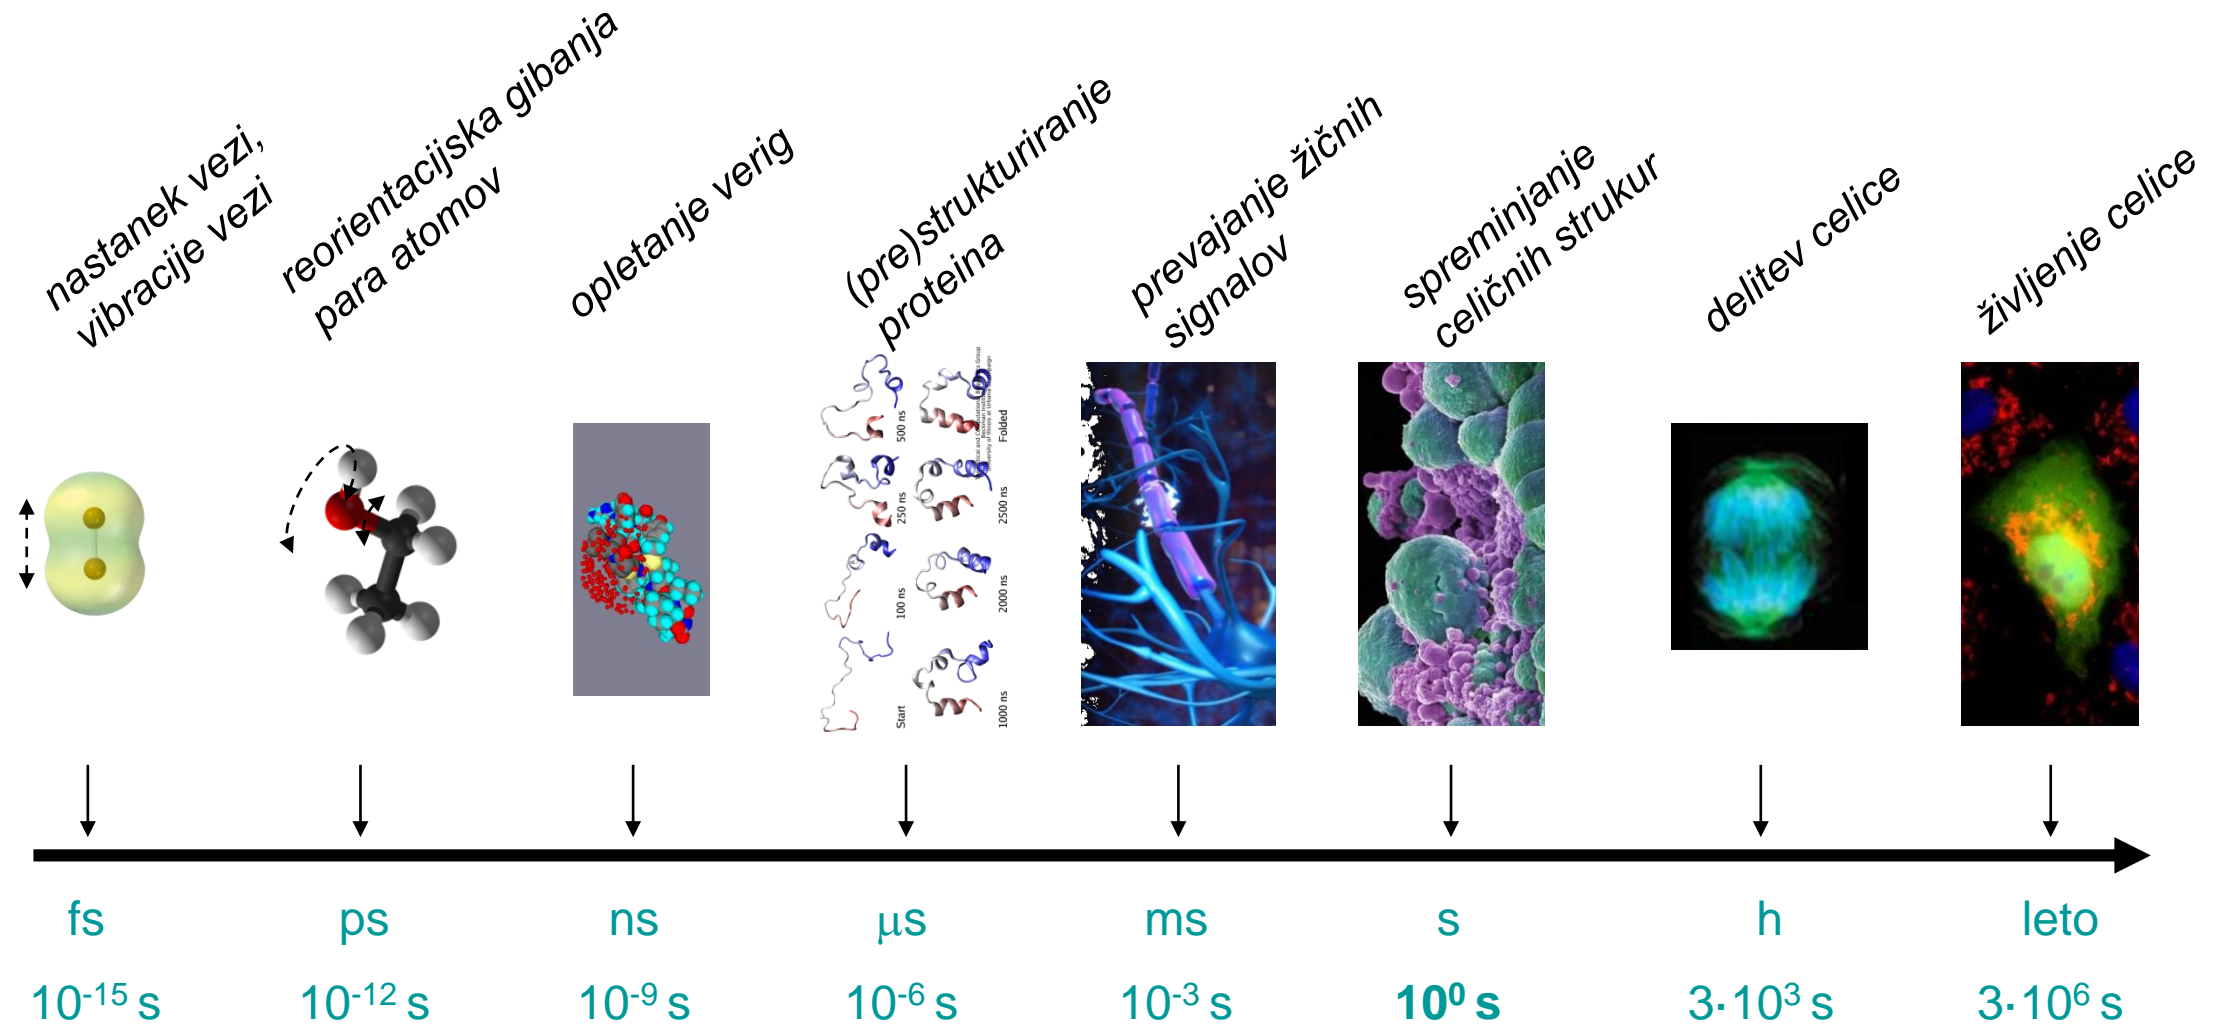 nastanek vezi,
vibracije vezi
reorientacijska gibanja
para atomov
opletanje verig
(pre)strukturiranje
proteina
prevajanje žičnih
signalov
spreminjanje
celičnih strukur
delitev celice
življenje celice
500 ns
Folded
250 ns
2500 ns
100 ns
2000 ns
Start
1000 ns
fs
ps
ns
μs
ms
s
h
leto
10⁻¹⁵ s
10⁻¹² s
10⁻⁹ s
10⁻⁶ s
10⁻³ s
10⁰ s
3·10³ s
3·10⁶ s